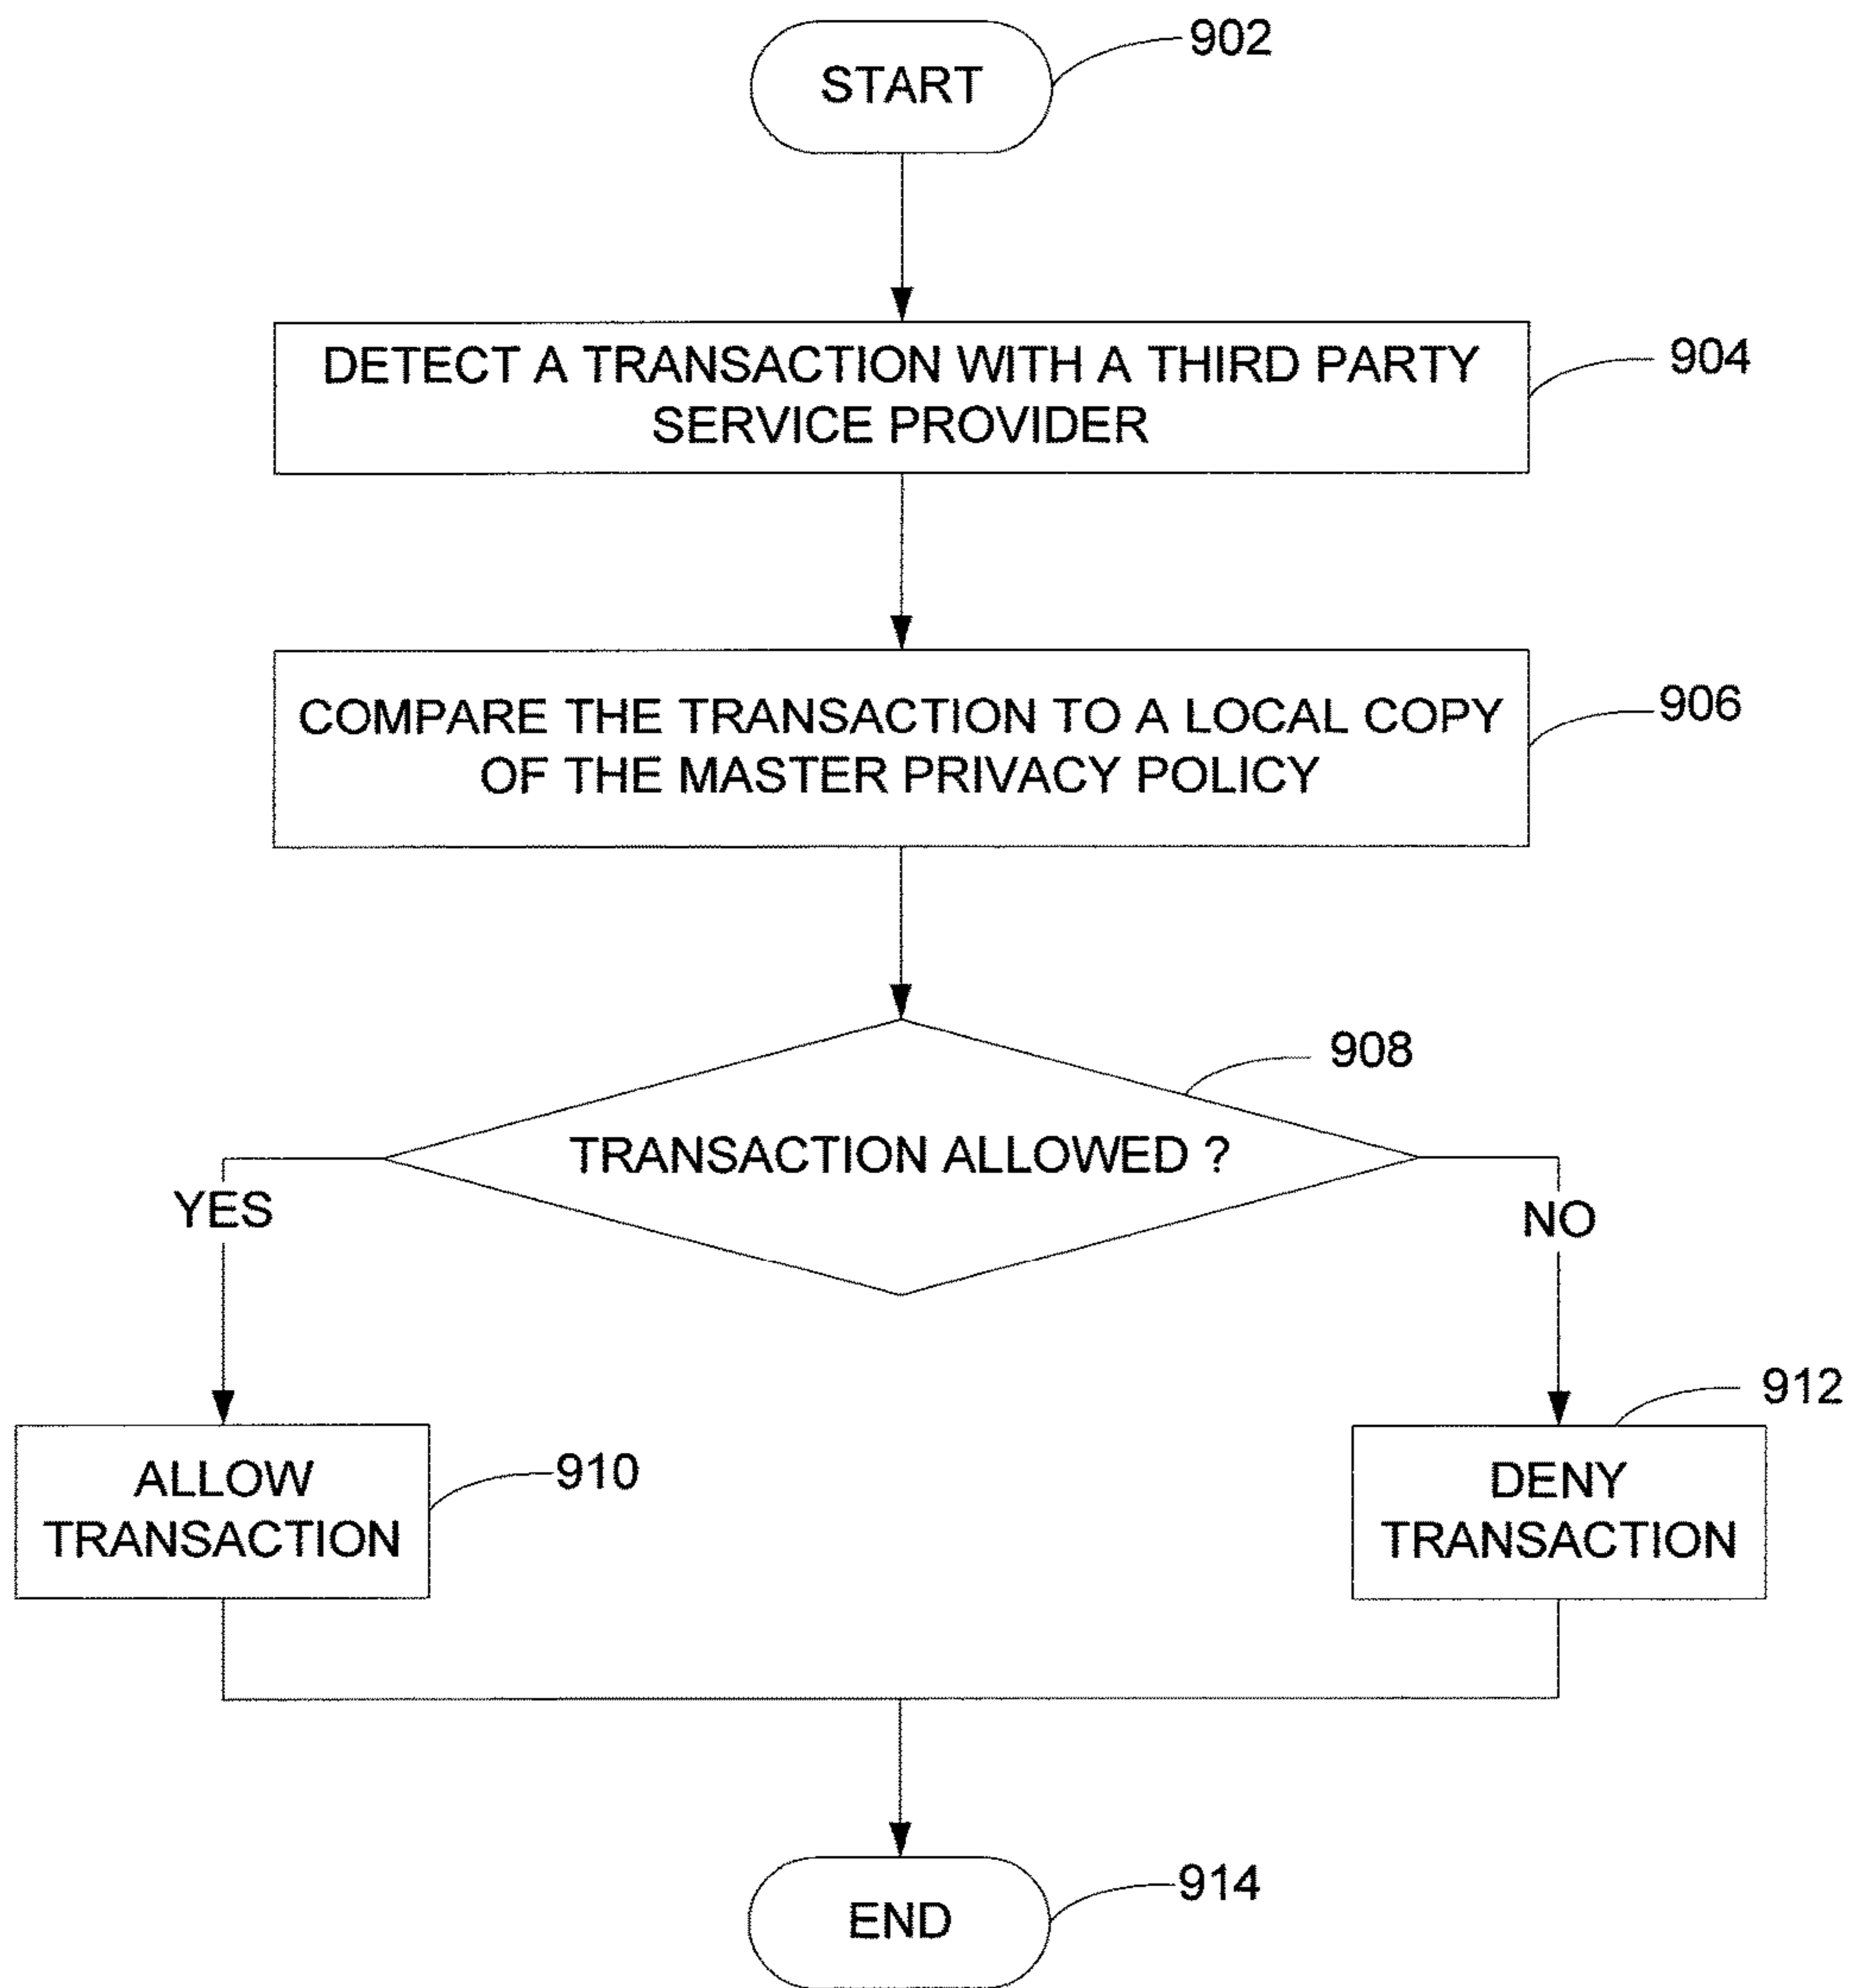 902
START
DETECT A TRANSACTION WITH A THIRD PARTY
SERVICE PROVIDER
904
COMPARE THE TRANSACTION TO A LOCAL COPY
OF THE MASTER PRIVACY POLICY
906
908
TRANSACTION ALLOWED ?
YES
NO
ALLOW
TRANSACTION
910
912
DENY
TRANSACTION
914
END